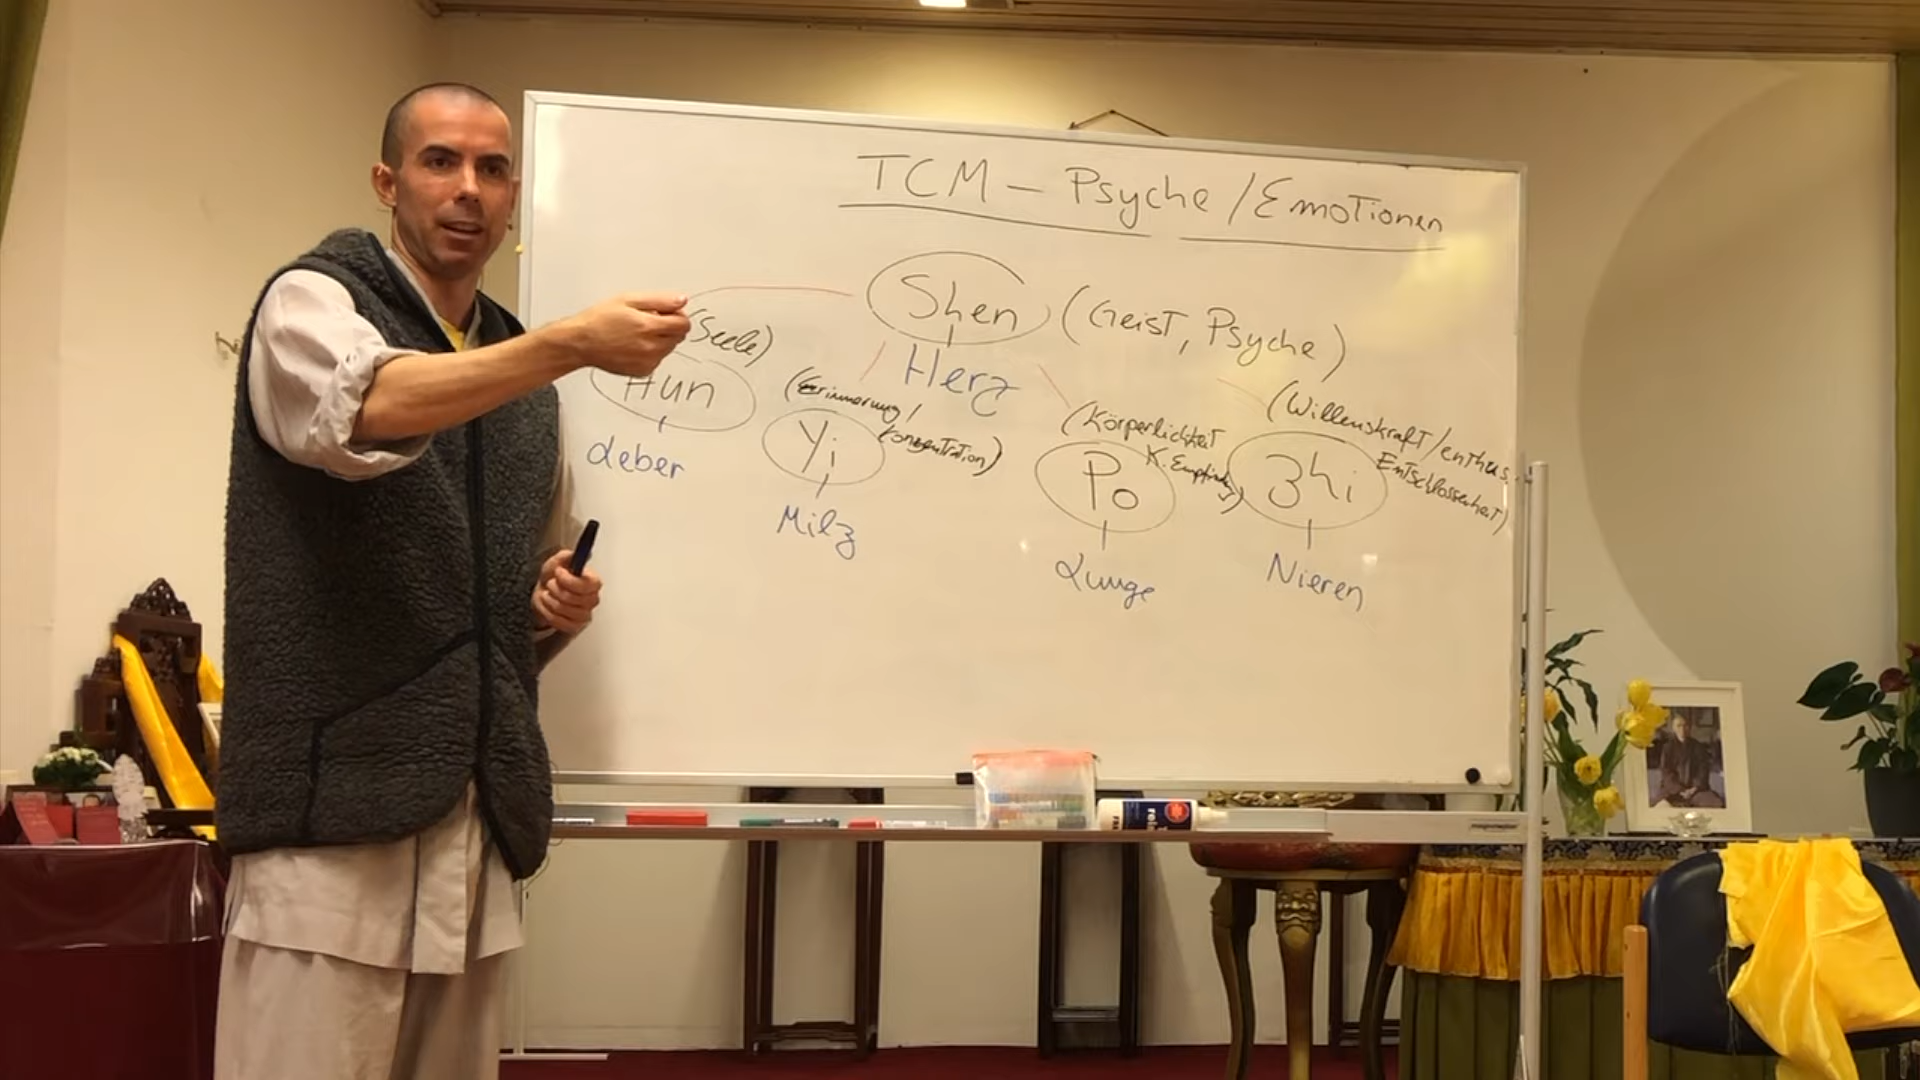 TCM – Psyche / Emotionen
Shen (Geist, Psyche)
Herz
(Seele)
Hun
Leber
(Erinnerung /
Konzentration)
Yi
Milz
(Körperlichkeit
K. Empfindung)
Po
Lunge
(Willenskraft / enthus.
Entschlossenheit)
Zhi
Nieren